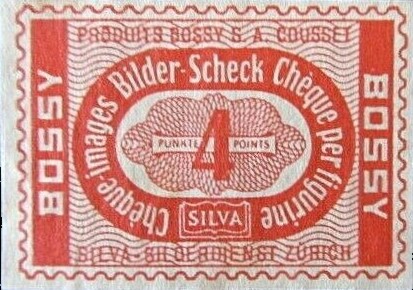 PRODUITS BOSSY S.A. COUSSET
BOSSY
Chèque-images Bilder-Scheck Chèque per figurine
PUNKTE 4 POINTS
SILVA
BOSSY
SILVA-BILDERDIENST ZÜRICH